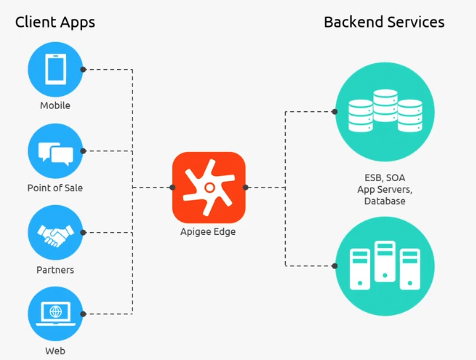 Client Apps
Backend Services
Mobile
Point of Sale
Partners
Web
Apigee Edge
ESB, SOA
App Servers,
Database